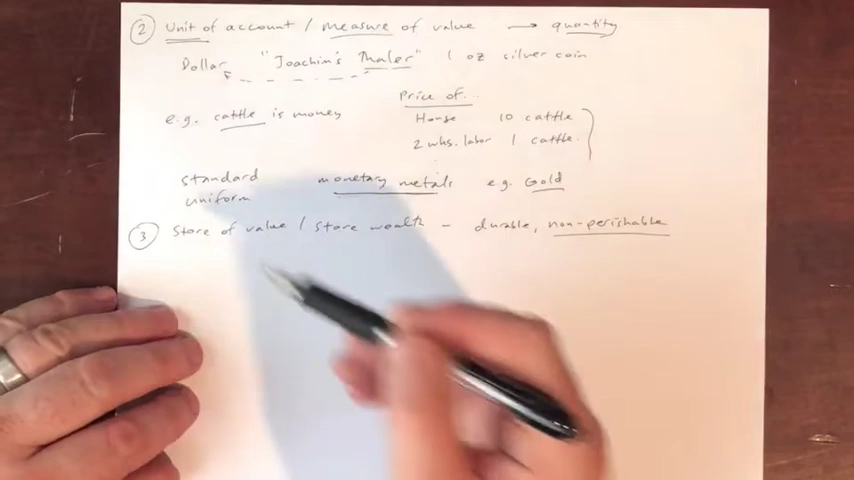 ② Unit of account / measure of value → quantity
Dollar "Joachim's Thaler" 1 oz silver coin
Price of...
e.g. cattle is money House 10 cattle
2 wks. labor 1 cattle.
standard monetary metals e.g. Gold
uniform
③ Store of value / store wealth – durable, non-perishable